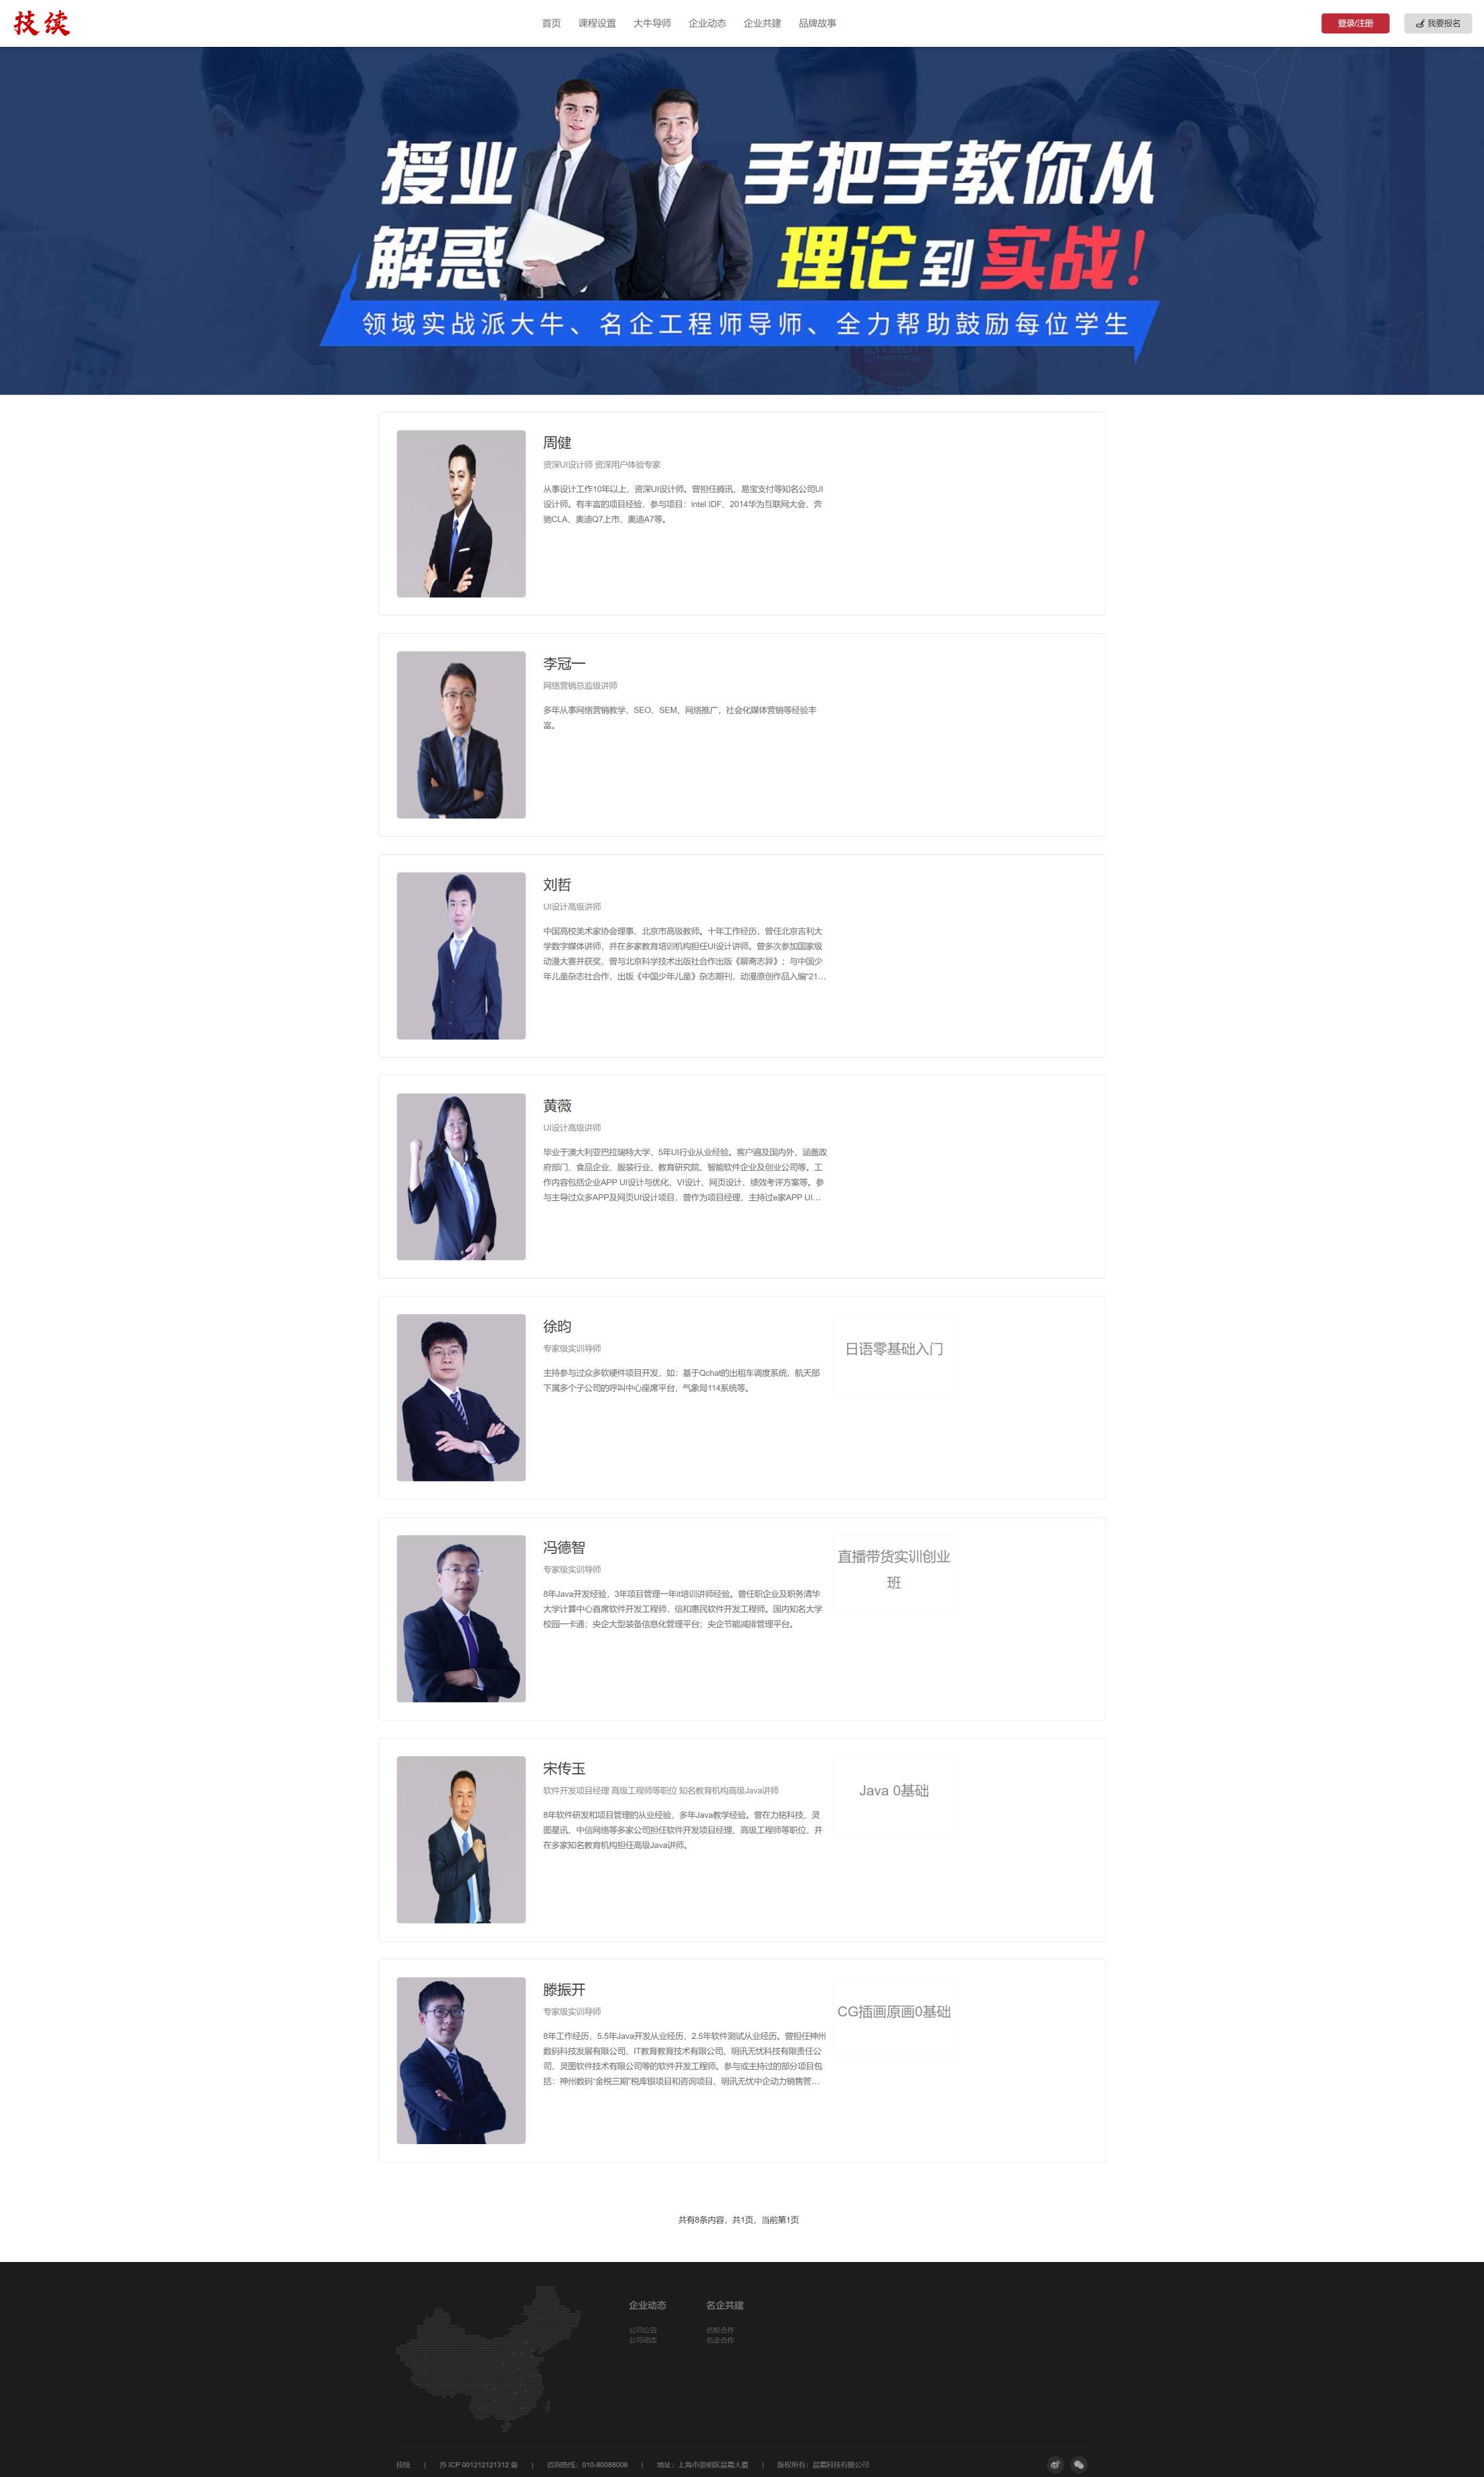 技续
首页 课程设置 大牛导师 企业动态 企业共建 品牌故事
登录/注册
我要报名
授业 手把手教你从
解惑 理论到实战!
领域实战派大牛、名企工程师导师、全力帮助鼓励每位学生
周健
资深UI设计师 资深用户体验专家
从事设计工作10年以上，资深UI设计师。曾担任腾讯、易宝支付等知名公司UI
设计师。有丰富的项目经验，参与项目：intel IDF、2014华为互联网大会、奔
驰CLA、奥迪Q7上市、奥迪A7等。
李冠一
网络营销总监级讲师
多年从事网络营销教学，SEO、SEM、网络推广，社会化媒体营销等经验丰
富。
刘哲
UI设计高级讲师
中国高校美术家协会理事、北京市高级教师。十年工作经历，曾任北京吉利大
学数字媒体讲师，并在多家教育培训机构担任UI设计讲师。曾多次参加国家级
动漫大赛并获奖，曾与北京科学技术出版社合作出版《聊斋志异》；与中国少
年儿童杂志社合作，出版《中国少年儿童》杂志期刊，动漫原创作品入编“21...
黄薇
UI设计高级讲师
毕业于澳大利亚巴拉瑞特大学，5年UI行业从业经验。客户遍及国内外，涵盖政
府部门、食品企业、服装行业、教育研究院、智能软件企业及创业公司等。工
作内容包括企业APP UI设计与优化、VI设计、网页设计、绩效考评方案等。参
与主导过众多APP及网页UI设计项目，曾作为项目经理，主持过e家APP UI...
徐昀
专家级实训导师
主持参与过众多软硬件项目开发，如：基于Qchat的出租车调度系统，航天部
下属多个子公司的呼叫中心座席平台，气象局114系统等。
日语零基础入门
冯德智
专家级实训导师
8年Java开发经验，3年项目管理一年it培训讲师经验。曾任职企业及职务清华
大学计算中心首席软件开发工程师，信和惠民软件开发工程师。国内知名大学
校园一卡通；央企大型装备信息化管理平台；央企节能减排管理平台。
直播带货实训创业
班
宋传玉
软件开发项目经理 高级工程师等职位 知名教育机构高级Java讲师
8年软件研发和项目管理的从业经验，多年Java教学经验。曾在力铭科技、灵
图星讯、中信网络等多家公司担任软件开发项目经理、高级工程师等职位，并
在多家知名教育机构担任高级Java讲师。
Java 0基础
滕振开
专家级实训导师
8年工作经历，5.5年Java开发从业经历，2.5年软件测试从业经历。曾担任神州
数码科技发展有限公司、IT教育教育技术有限公司、明讯无忧科技有限责任公
司、灵图软件技术有限公司等的软件开发工程师。参与或主持过的部分项目包
括：神州数码“金税三期”税库银项目和咨询项目、明讯无忧中企动力销售管...
CG插画原画0基础
共有8条内容，共1页，当前第1页
企业动态 名企共建
公司公告 名校合作
公司动态 名企合作
技续 | 苏 ICP 001212121312 备 | 咨询热线：010-80088008 | 地址：上海市崇明区晨霜大厦 | 版权所有：晨霜科技有限公司